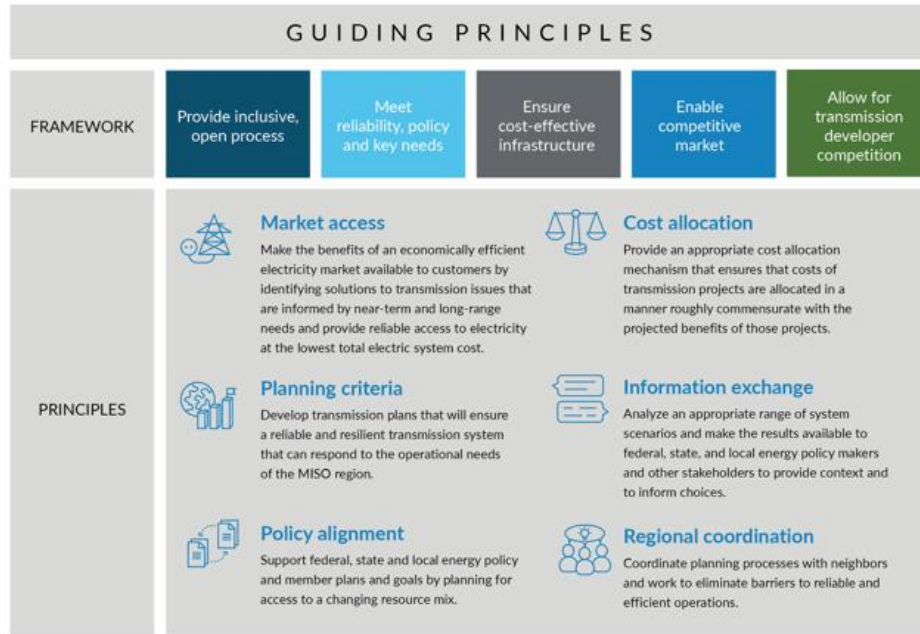 GUIDING PRINCIPLES
FRAMEWORK
Provide inclusive,
open process
Meet
reliability, policy
and key needs
Ensure
cost-effective
infrastructure
Enable
competitive
market
Allow for
transmission
developer
competition
PRINCIPLES
Market access
Make the benefits of an economically efficient
electricity market available to customers by
identifying solutions to transmission issues that
are informed by near-term and long-range
needs and provide reliable access to electricity
at the lowest total electric system cost.
Planning criteria
Develop transmission plans that will ensure
a reliable and resilient transmission system
that can respond to the operational needs
of the MISO region.
Policy alignment
Support federal, state and local energy policy
and member plans and goals by planning for
access to a changing resource mix.
Cost allocation
Provide an appropriate cost allocation
mechanism that ensures that costs of
transmission projects are allocated in a
manner roughly commensurate with the
projected benefits of those projects.
Information exchange
Analyze an appropriate range of system
scenarios and make the results available to
federal, state, and local energy policy makers
and other stakeholders to provide context and
to inform choices.
Regional coordination
Coordinate planning processes with neighbors
and work to eliminate barriers to reliable and
efficient operations.